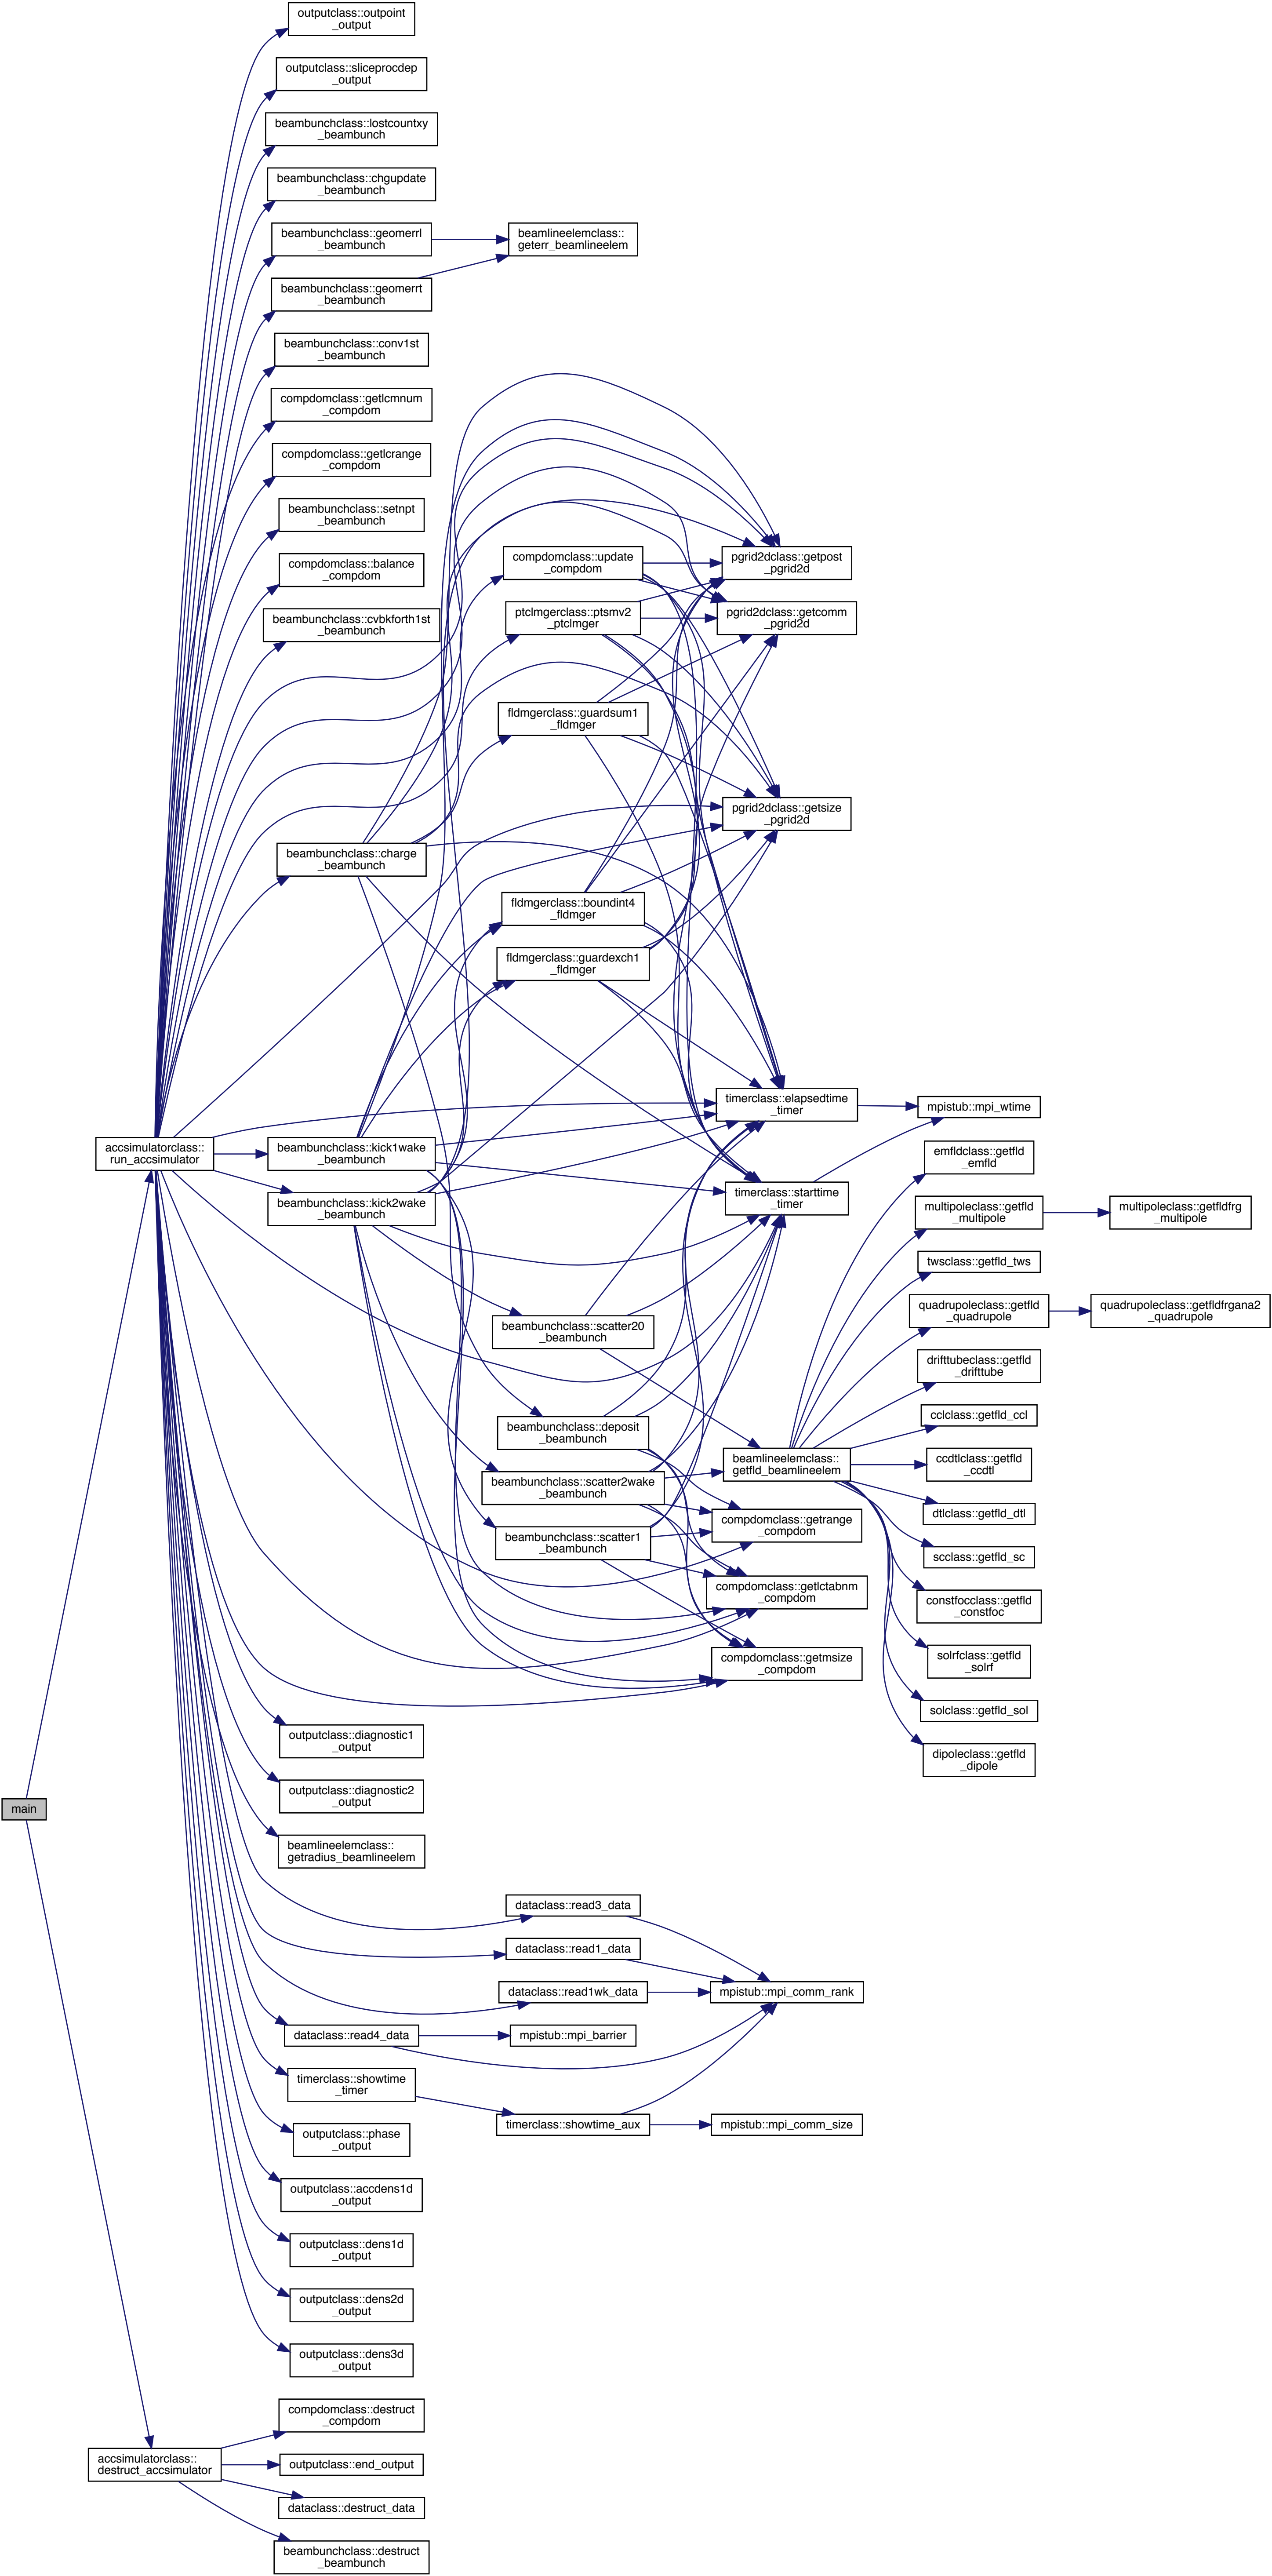 outputclass::outpoint
_output
outputclass::sliceprocdep
_output
beambunchclass::lostcountxy
_beambunch
beambunchclass::chgupdate
_beambunch
beambunchclass::geomerrl
_beambunch
beamlineelemclass::
geterr_beamlineelem
beambunchclass::geomerrt
_beambunch
beambunchclass::conv1st
_beambunch
compdomclass::getlcmnum
_compdom
compdomclass::getlcrange
_compdom
beambunchclass::setnpt
_beambunch
compdomclass::balance
_compdom
beambunchclass::cvbkforth1st
_beambunch
compdomclass::update
_compdom
pgrid2dclass::getpost
_pgrid2d
ptclmgerclass::ptsmv2
_ptclmger
pgrid2dclass::getcomm
_pgrid2d
fldmgerclass::guardsum1
_fldmger
pgrid2dclass::getsize
_pgrid2d
beambunchclass::charge
_beambunch
fldmgerclass::boundint4
_fldmger
fldmgerclass::guardexch1
_fldmger
timerclass::elapsedtime
_timer
mpistub::mpi_wtime
accsimulatorclass::
run_accsimulator
beambunchclass::kick1wake
_beambunch
beambunchclass::kick2wake
_beambunch
timerclass::starttime
_timer
emfldclass::getfld
_emfld
multipoleclass::getfld
_multipole
multipoleclass::getfldfrg
_multipole
twsclass::getfld_tws
quadrupoleclass::getfld
_quadrupole
quadrupoleclass::getfldfrgana2
_quadrupole
beambunchclass::scatter20
_beambunch
drifttubeclass::getfld
_drifttube
cclclass::getfld_ccl
beambunchclass::deposit
_beambunch
beamlineelemclass::
getfld_beamlineelem
ccdtlclass::getfld
_ccdtl
beambunchclass::scatter2wake
_beambunch
dtlclass::getfld_dtl
compdomclass::getrange
_compdom
beambunchclass::scatter1
_beambunch
scclass::getfld_sc
compdomclass::getlctabnm
_compdom
constfocclass::getfld
_constfoc
compdomclass::getmsize
_compdom
solrfclass::getfld
_solrf
solclass::getfld_sol
outputclass::diagnostic1
_output
dipoleclass::getfld
_dipole
outputclass::diagnostic2
_output
main
beamlineelemclass::
getradius_beamlineelem
dataclass::read3_data
dataclass::read1_data
dataclass::read1wk_data
mpistub::mpi_comm_rank
dataclass::read4_data
mpistub::mpi_barrier
timerclass::showtime
_timer
timerclass::showtime_aux
mpistub::mpi_comm_size
outputclass::phase
_output
outputclass::accdens1d
_output
outputclass::dens1d
_output
outputclass::dens2d
_output
outputclass::dens3d
_output
compdomclass::destruct
_compdom
accsimulatorclass::
destruct_accsimulator
outputclass::end_output
dataclass::destruct_data
beambunchclass::destruct
_beambunch